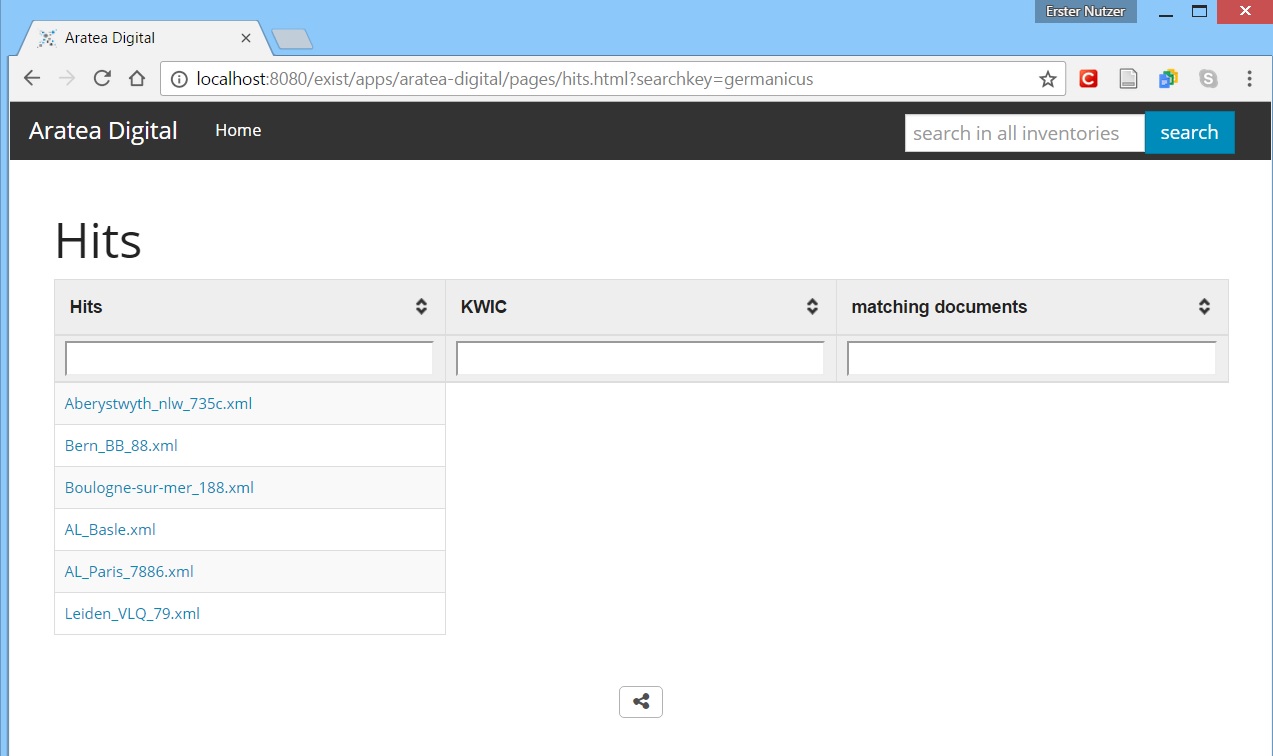 Erster Nutzer
Aratea Digital
localhost:8080/exist/apps/aratea-digital/pages/hits.html?searchkey=germanicus
Aratea Digital Home search in all inventories search
Hits
Hits KWIC matching documents
Aberystwyth_nlw_735c.xml
Bern_BB_88.xml
Boulogne-sur-mer_188.xml
AL_Basle.xml
AL_Paris_7886.xml
Leiden_VLQ_79.xml